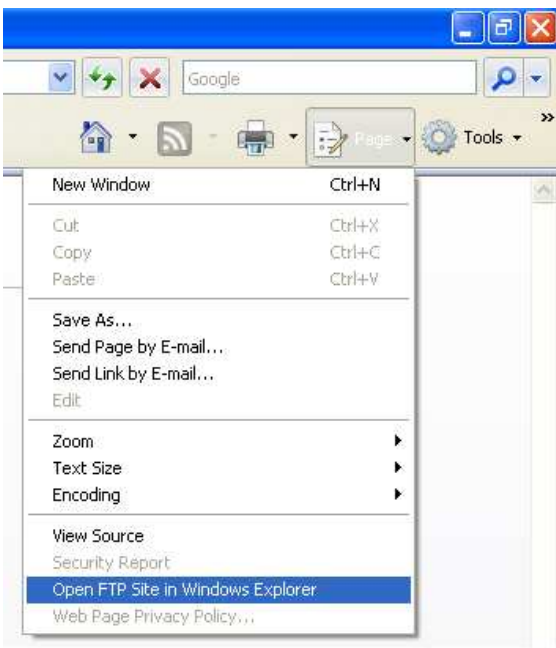 Google
Page
Tools
»
New Window Ctrl+N
Cut Ctrl+X
Copy Ctrl+C
Paste Ctrl+V
Save As...
Send Page by E-mail...
Send Link by E-mail...
Edit
Zoom
Text Size
Encoding
View Source
Security Report
Open FTP Site in Windows Explorer
Web Page Privacy Policy...